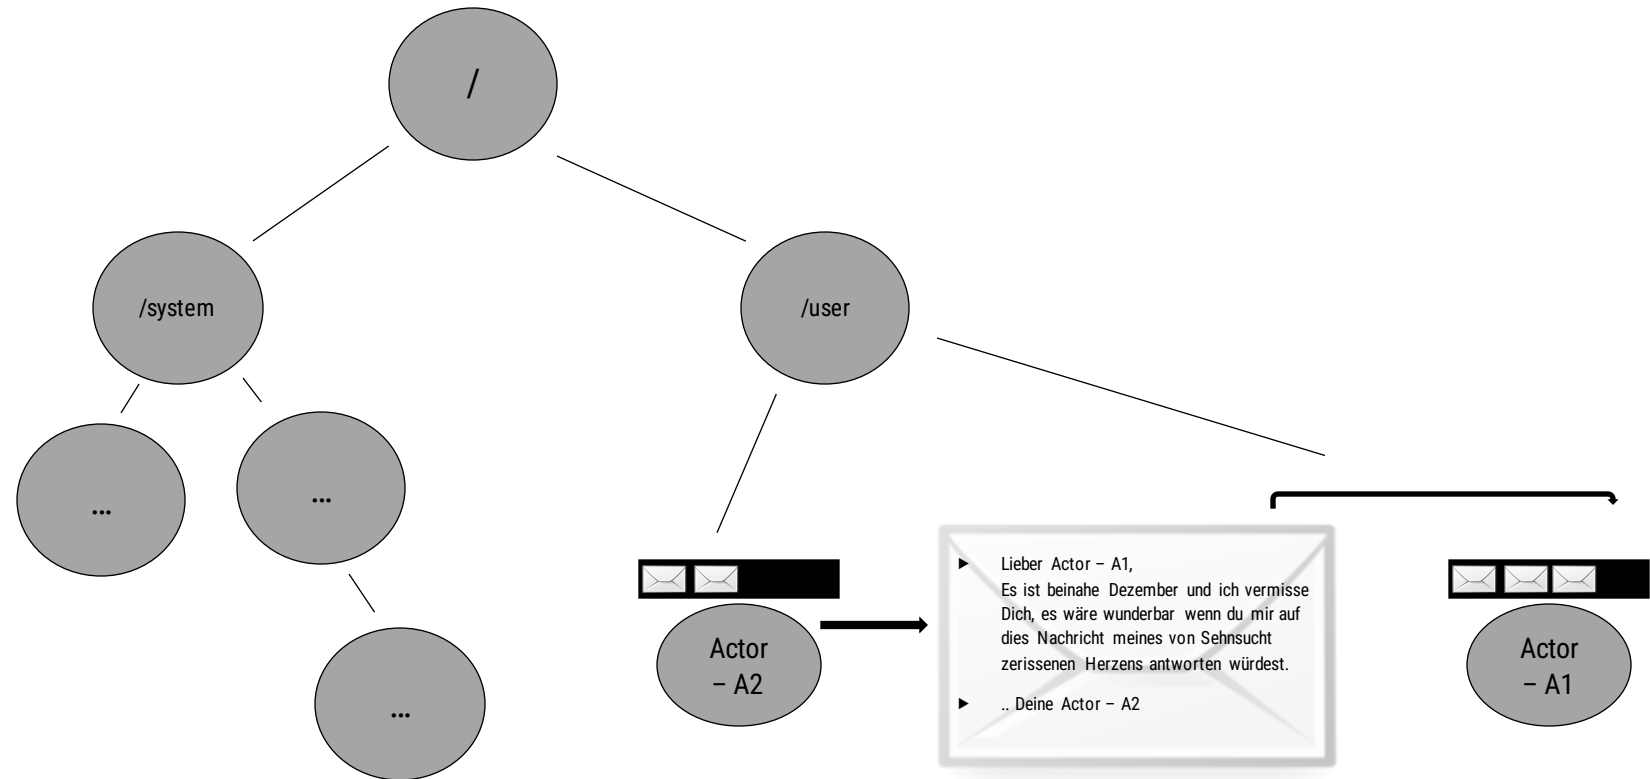 /
/system
/user
...
...
...
Actor
– A2
► Lieber Actor – A1,
Es ist beinahe Dezember und ich vermisse
Dich, es wäre wunderbar wenn du mir auf
dies Nachricht meines von Sehnsucht
zerissenen Herzens antworten würdest.
► .. Deine Actor – A2
Actor
– A1